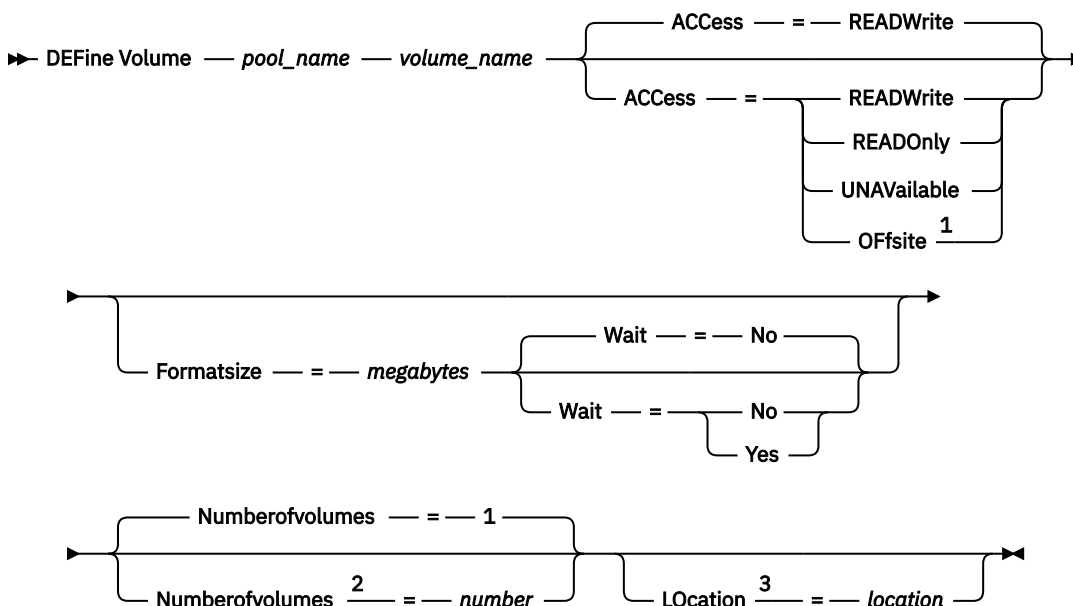 ACCess = READWrite
DEFine Volume pool_name volume_name
ACCess = READWrite
READOnly
UNAVailable
OFfsite 1
Wait = No
Formatsize = megabytes
Wait = No
Yes
Numberofvolumes = 1
Numberofvolumes 2 = number
LOcation 3 = location